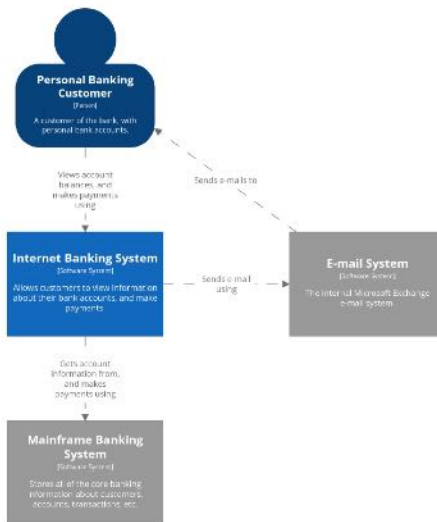 Personal Banking
Customer
[Person]
A customer of the bank, with
personal bank accounts.
Views account
balances, and
makes payments
using
Sends e-mails to
Internet Banking System
[Software System]
Allows customers to view information
about their bank accounts, and make
payments
Sends e-mail
using
E-mail System
[Software System]
The internal Microsoft Exchange
e-mail system
Gets account
information from,
and makes
payments using
Mainframe Banking
System
[Software System]
Stores all of the core banking
information about customers,
accounts, transactions, etc.